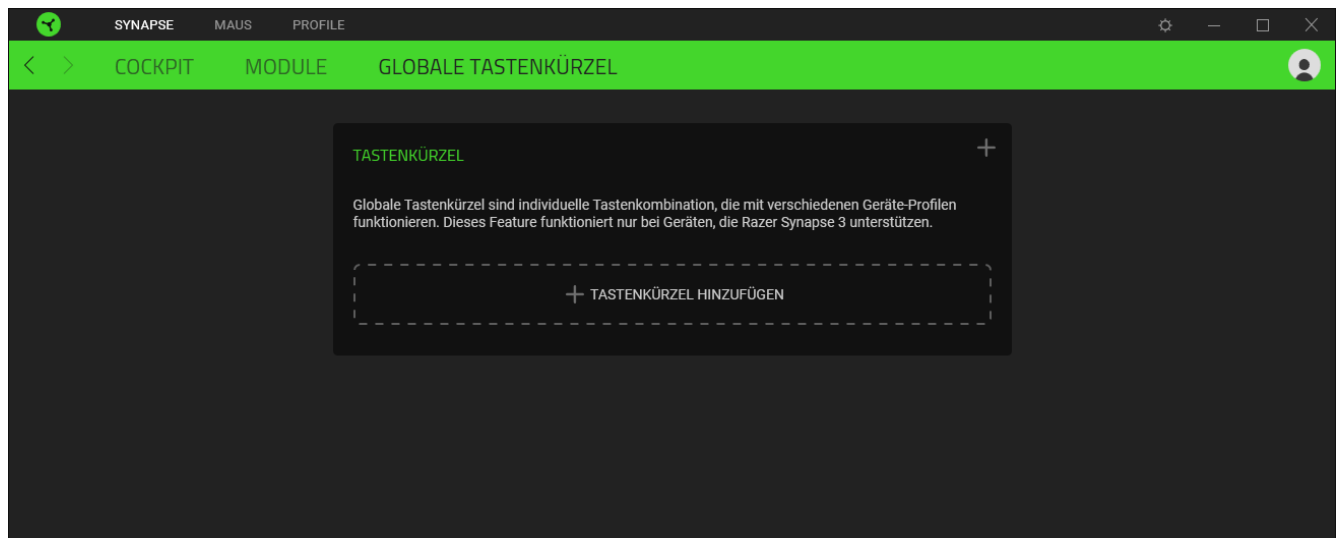 SYNAPSE MAUS PROFILE
COCKPIT MODULE GLOBALE TASTENKÜRZEL
TASTENKÜRZEL
Globale Tastenkürzel sind individuelle Tastenkombination, die mit verschiedenen Geräte-Profilen
funktionieren. Dieses Feature funktioniert nur bei Geräten, die Razer Synapse 3 unterstützen.
TASTENKÜRZEL HINZUFÜGEN